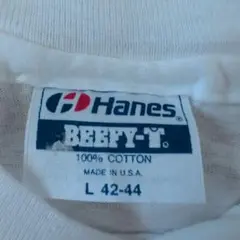 Hanes
BEEFY-T®
100% COTTON
MADE IN U.S.A.
L 42-44